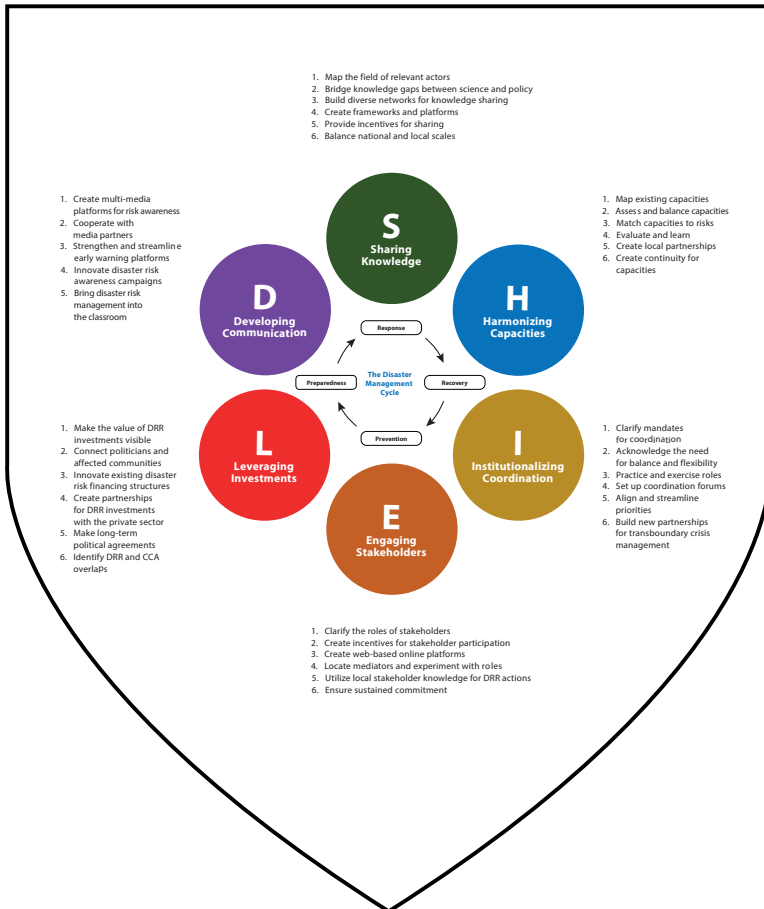 1. Map the field of relevant actors
2. Bridge knowledge gaps between science and policy
3. Build diverse networks for knowledge sharing
4. Create frameworks and platforms
5. Provide incentives for sharing
6. Balance national and local scales
S
Sharing
Knowledge
1. Create multi-media
platforms for risk awareness
2. Cooperate with
media partners
3. Strengthen and streamline
early warning platforms
4. Innovate disaster risk
awareness campaigns
5. Bring disaster risk
management into
the classroom
D
Developing
Communication
H
Harmonizing
Capacities
1. Map existing capacities
2. Assess and balance capacities
3. Match capacities to risks
4. Evaluate and learn
5. Create local partnerships
6. Create continuity for
capacities
Response
Preparedness
The Disaster
Management
Cycle
Recovery
Prevention
1. Make the value of DRR
investments visible
2. Connect politicians and
affected communities
3. Innovate existing disaster
risk financing structures
4. Create partnerships
for DRR investments
with the private sector
5. Make long-term
political agreements
6. Identify DRR and CCA
overlaps
L
Leveraging
Investments
I
Institutionalizing
Coordination
1. Clarify mandates
for coordination
2. Acknowledge the need
for balance and flexibility
3. Practice and exercise roles
4. Set up coordination forums
5. Align and streamline
priorities
6. Build new partnerships
for transboundary crisis
management
E
Engaging
Stakeholders
1. Clarify the roles of stakeholders
2. Create incentives for stakeholder participation
3. Create web-based online platforms
4. Locate mediators and experiment with roles
5. Utilize local stakeholder knowledge for DRR actions
6. Ensure sustained commitment